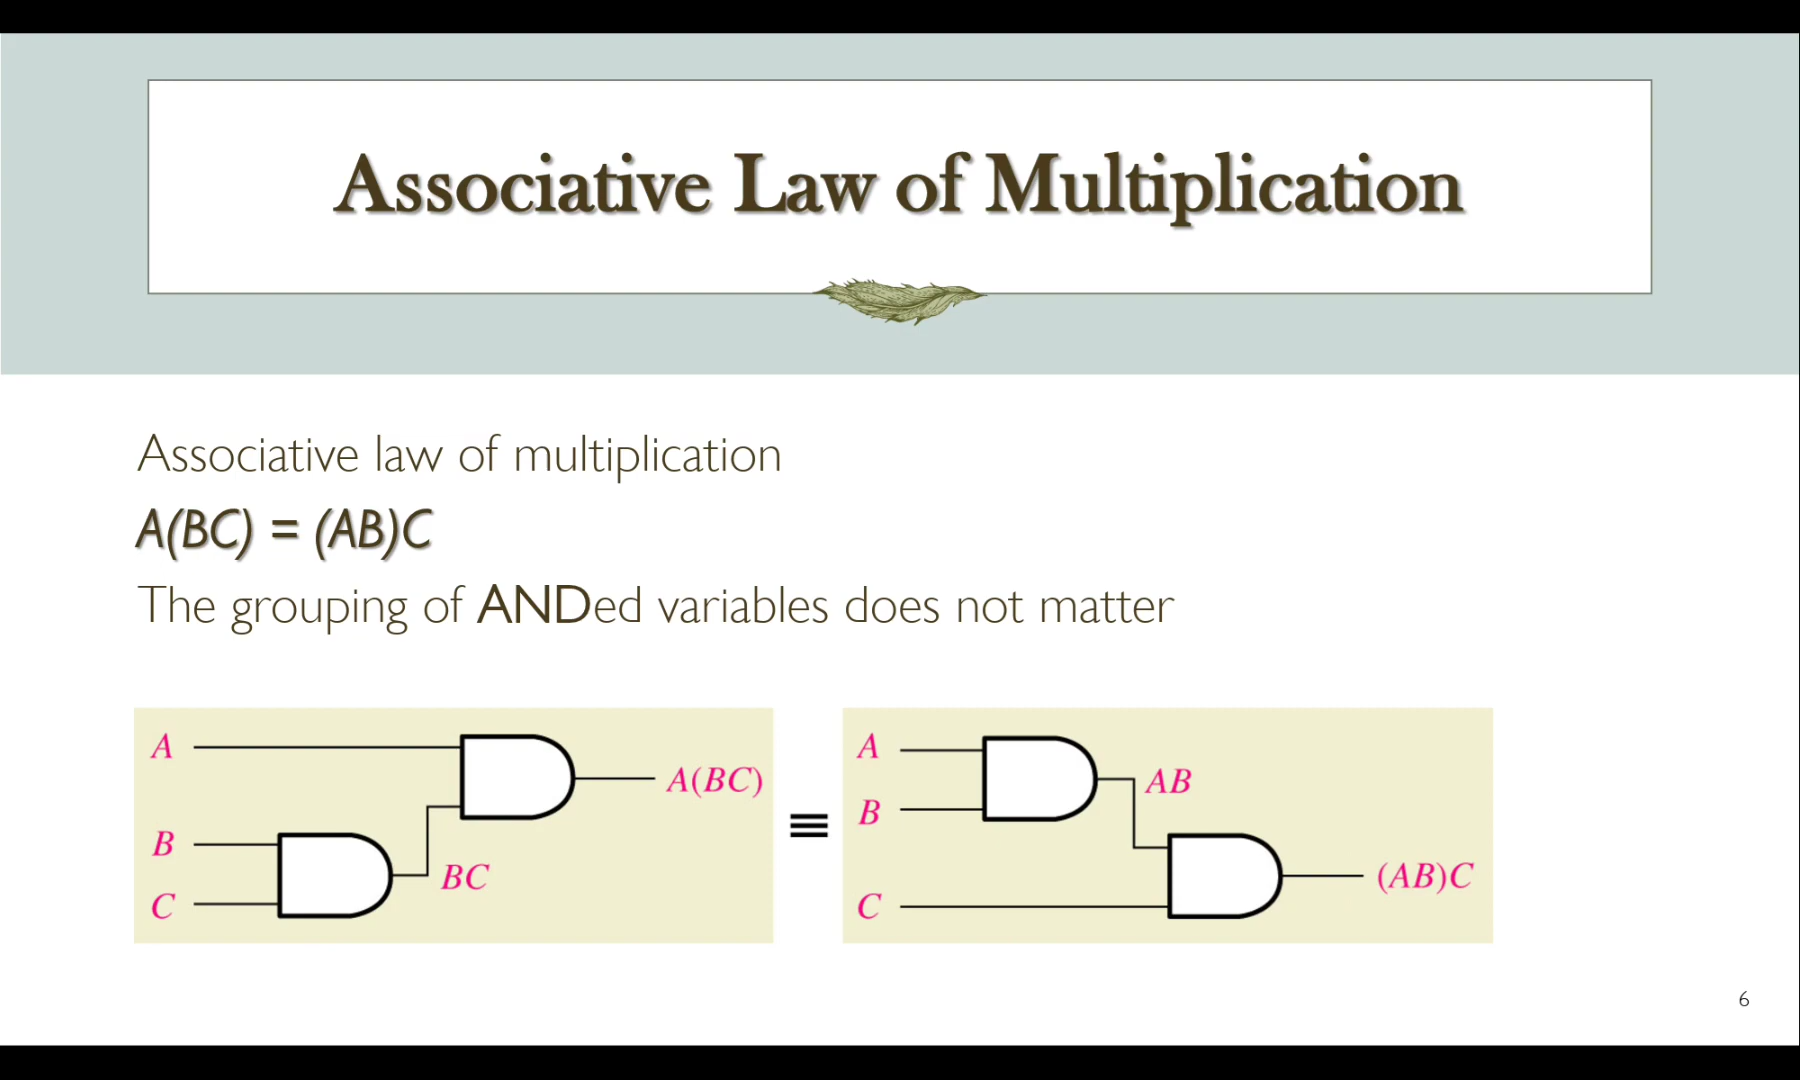 Associative Law of Multiplication
Associative law of multiplication
A(BC) = (AB)C
The grouping of ANDed variables does not matter
A
B
C
BC
A(BC)
≡
A
B
C
AB
(AB)C
6